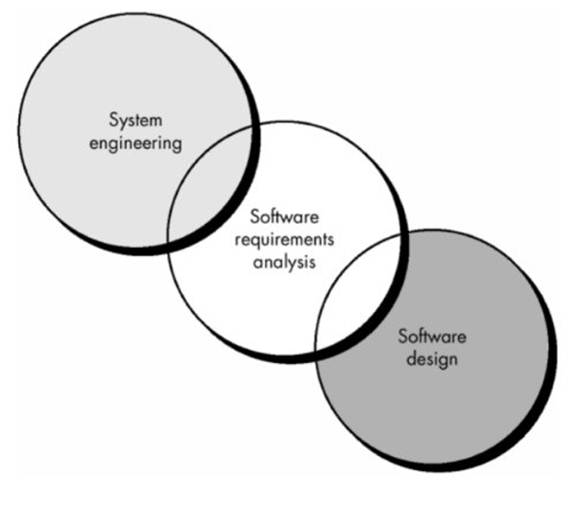 System
engineering
Software
requirements
analysis
Software
design